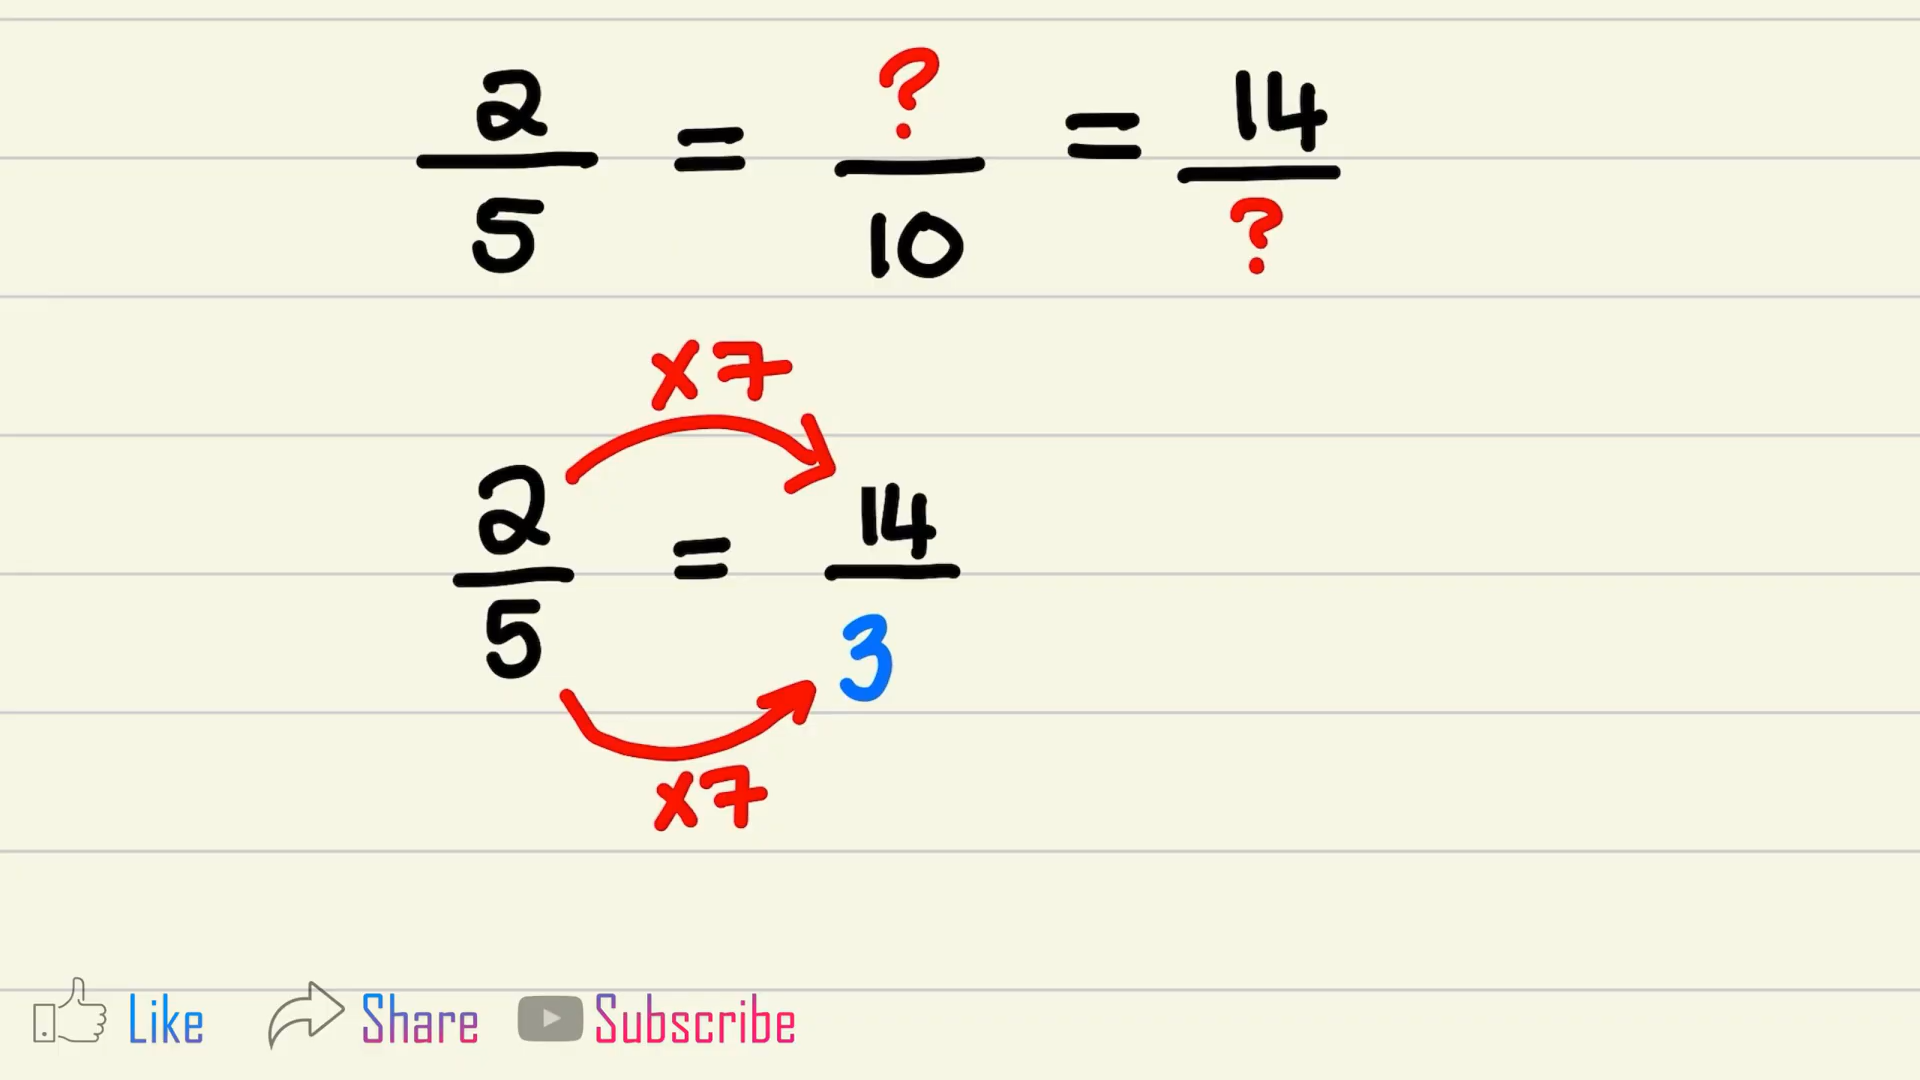 2/5 = ?/10 = 14/?
x7
2/5 = 14/3
x7
Like Share Subscribe